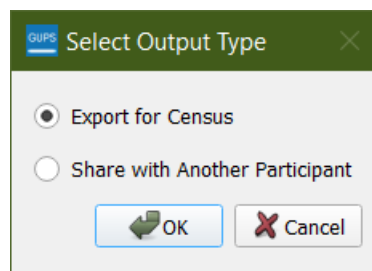 GUPS Select Output Type
Export for Census
Share with Another Participant
OK Cancel